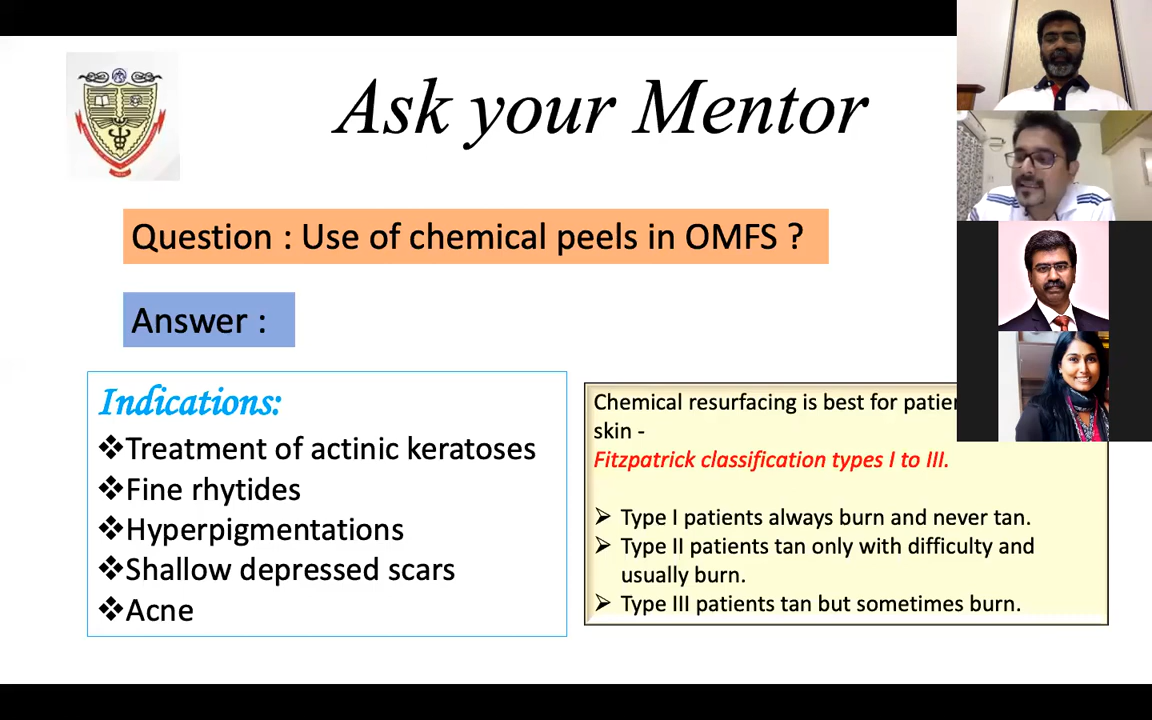 Ask your Mentor
Question : Use of chemical peels in OMFS ?
Answer :
Indications:
❖Treatment of actinic keratoses
❖Fine rhytides
❖Hyperpigmentations
❖Shallow depressed scars
❖Acne
Chemical resurfacing is best for
skin -
Fitzpatrick classification types I to III.
➢ Type I patients always burn and never tan.
➢ Type II patients tan only with difficulty and
usually burn.
➢ Type III patients tan but sometimes burn.